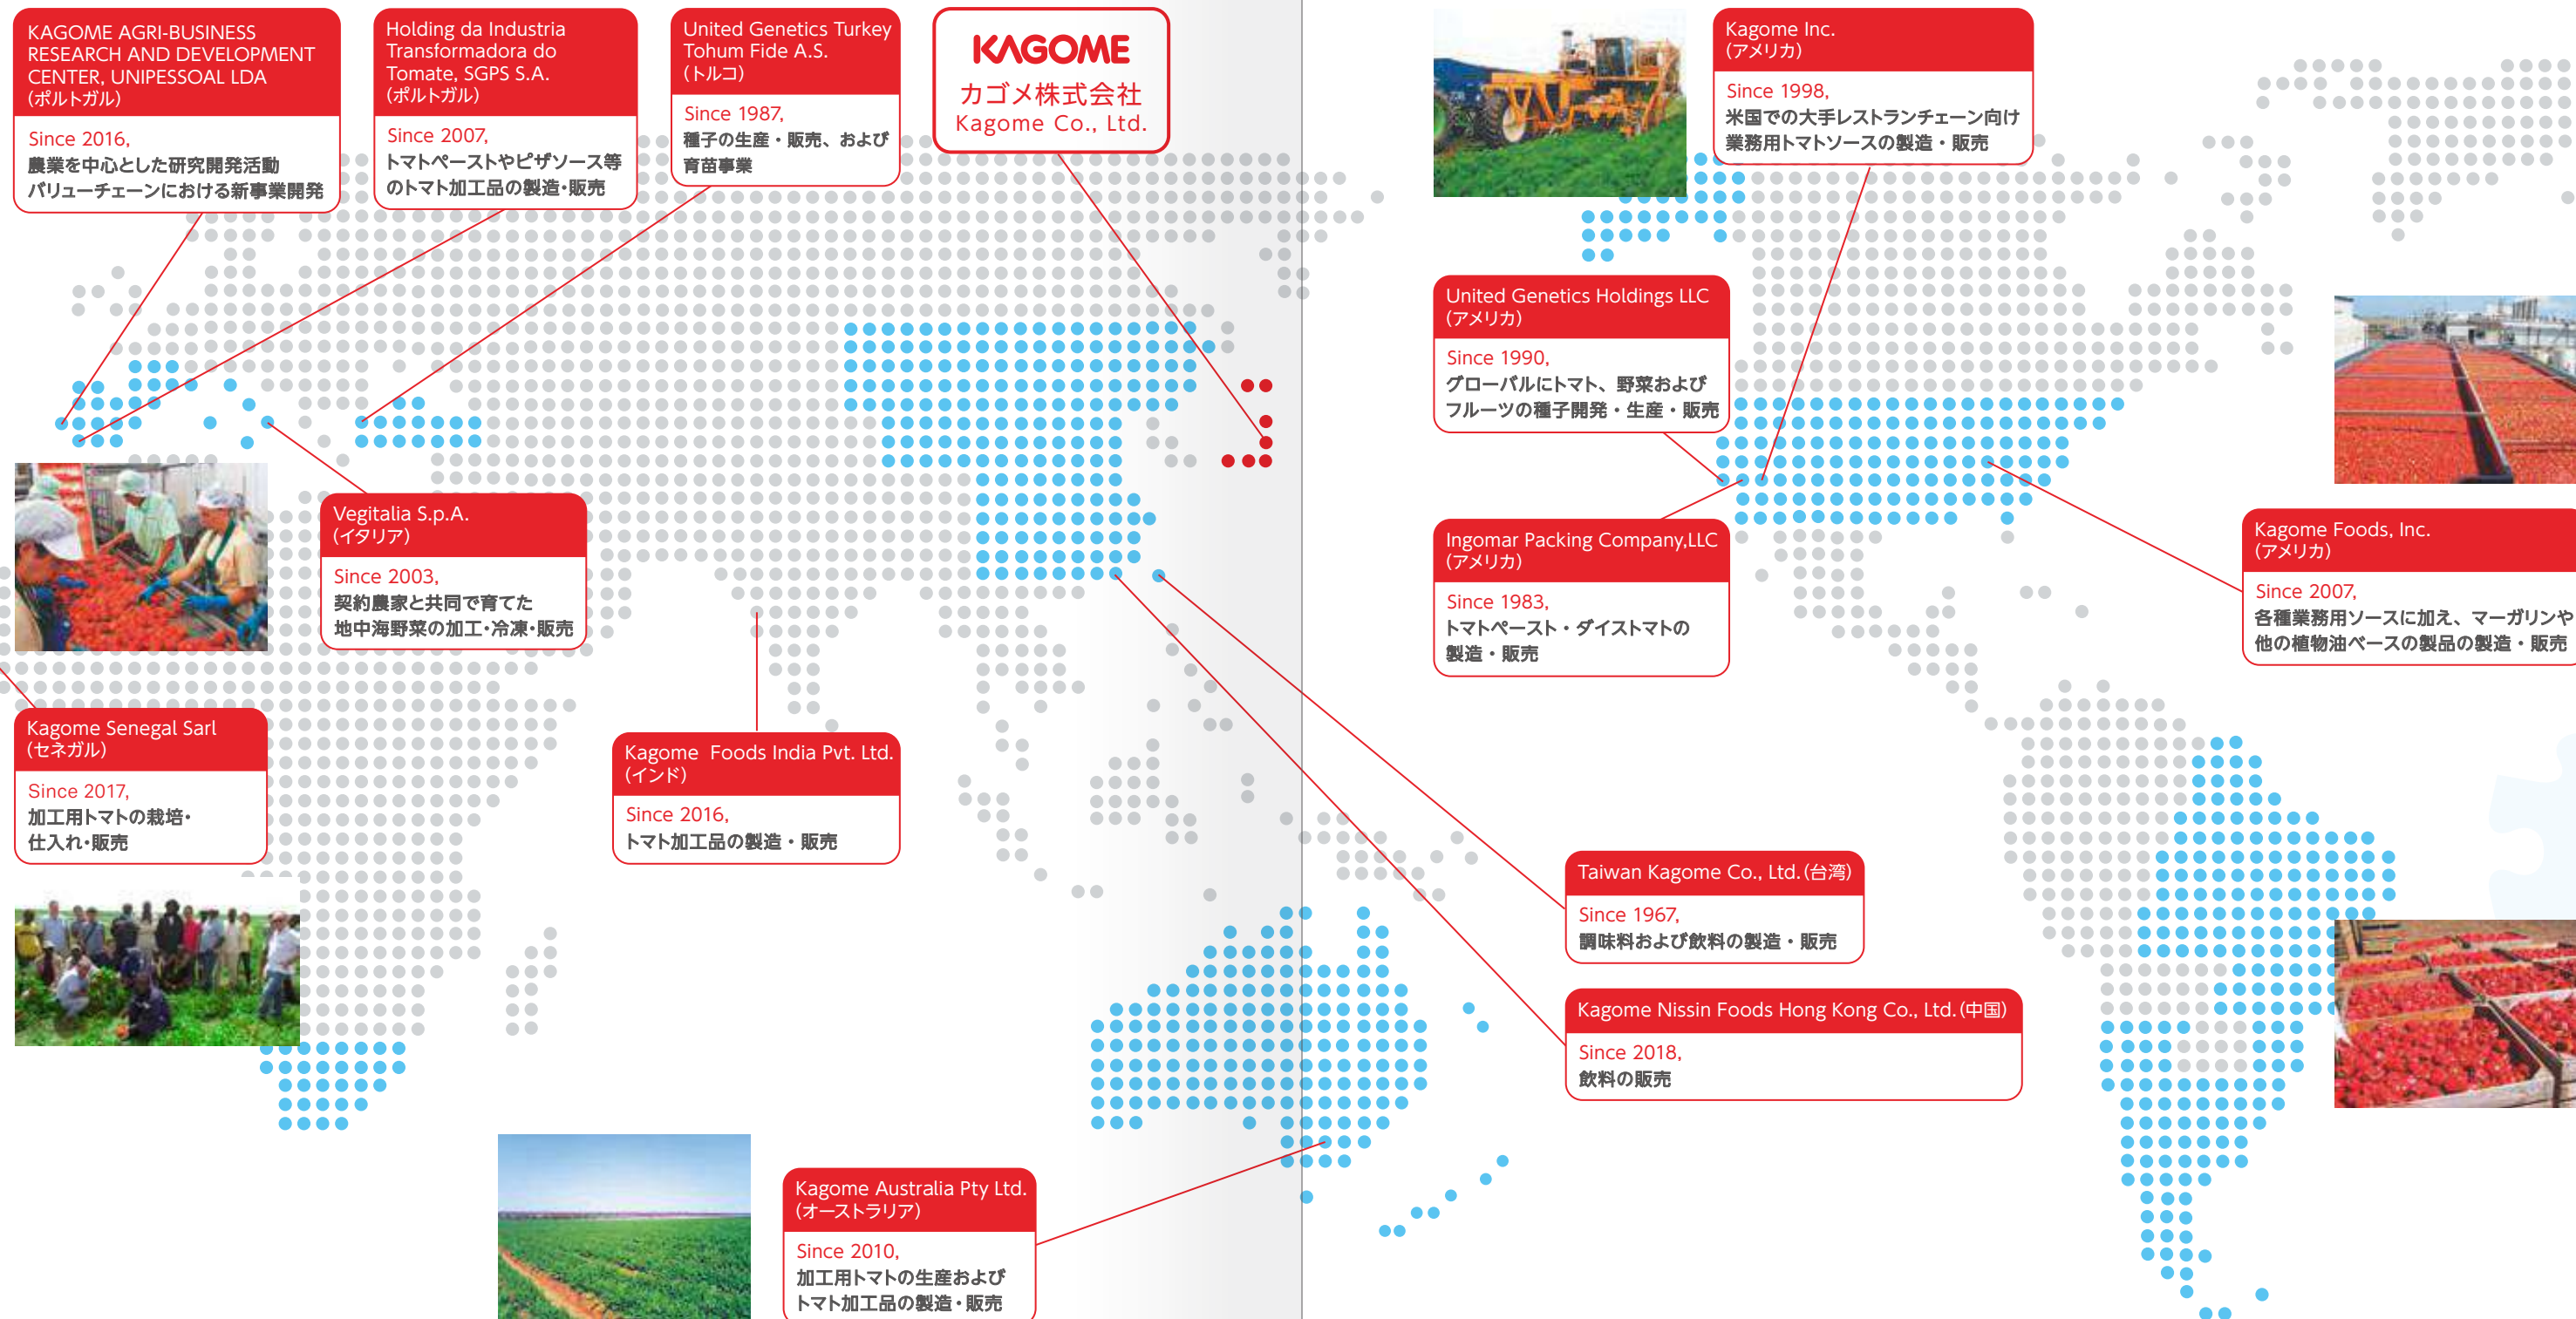 KAGOME AGRI-BUSINESS
RESEARCH AND DEVELOPMENT
CENTER, UNIPESSOAL LDA
(ポルトガル)
Since 2016,
農業を中心とした研究開発活動
バリューチェーンにおける新事業開発
Holding da Industria
Transformadora do
Tomate, SGPS S.A.
(ポルトガル)
Since 2007,
トマトペーストやピザソース等
のトマト加工品の製造・販売
United Genetics Turkey
Tohum Fide A.S.
(トルコ)
Since 1987,
種子の生産・販売、および
育苗事業
KAGOME
カゴメ株式会社
Kagome Co., Ltd.
Kagome Inc.
(アメリカ)
Since 1998,
米国での大手レストランチェーン向け
業務用トマトソースの製造・販売
United Genetics Holdings LLC
(アメリカ)
Since 1990,
グローバルにトマト、野菜および
フルーツの種子開発・生産・販売
Vegitalia S.p.A.
(イタリア)
Since 2003,
契約農家と共同で育てた
地中海野菜の加工・冷凍・販売
Ingomar Packing Company,LLC
(アメリカ)
Since 1983,
トマトペースト・ダイストマトの
製造・販売
Kagome Foods, Inc.
(アメリカ)
Since 2007,
各種業務用ソースに加え、マーガリンや
他の植物油ベースの製品の製造・販売
Kagome Senegal Sarl
(セネガル)
Since 2017,
加工用トマトの栽培・
仕入れ・販売
Kagome Foods India Pvt. Ltd.
(インド)
Since 2016,
トマト加工品の製造・販売
Taiwan Kagome Co., Ltd.(台湾)
Since 1967,
調味料および飲料の製造・販売
Kagome Nissin Foods Hong Kong Co., Ltd.(中国)
Since 2018,
飲料の販売
Kagome Australia Pty Ltd.
(オーストラリア)
Since 2010,
加工用トマトの生産および
トマト加工品の製造・販売